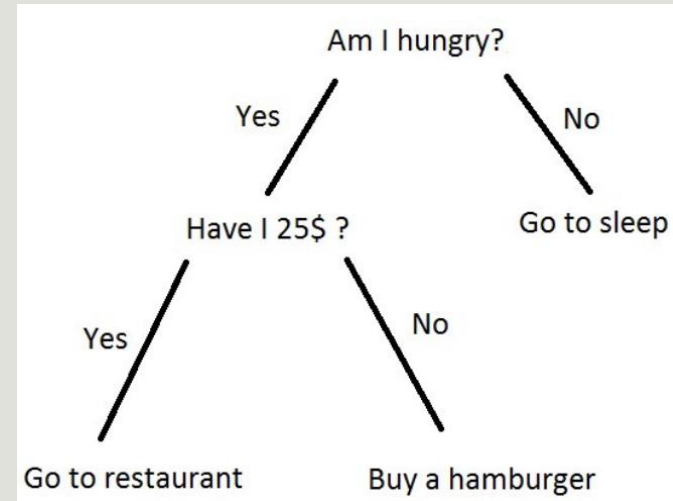 Am I hungry?
Yes
No
Have I 25$ ?
Go to sleep
Yes
No
Go to restaurant
Buy a hamburger